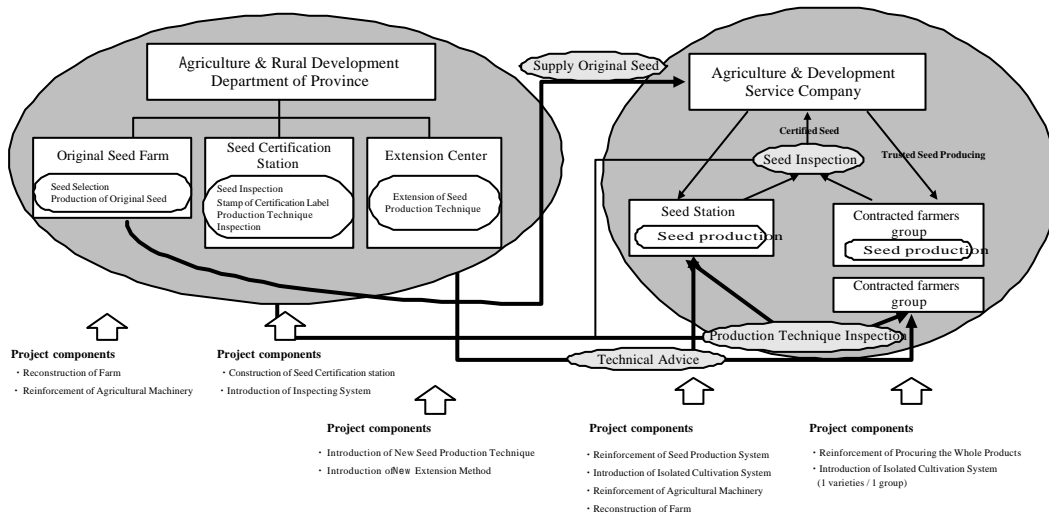 Agriculture & Rural Development
Department of Province
Original Seed Farm
Seed Selection
Production of Original Seed
Seed Certification
Station
Seed Inspection
Stamp of Certification Label
Production Technique
Inspection
Extension Center
Extension of Seed
Production Technique
Supply Original Seed
Agriculture & Development
Service Company
Certified Seed
Seed Inspection
Trusted Seed Producing
Seed Station
Seed production
Contracted farmers
group
Seed production
Contracted farmers
group
Production Technique Inspection
Technical Advice
Project components
・Reconstruction of Farm
・Reinforcement of Agricultural Machinery
Project components
・Construction of Seed Certification station
・Introduction of Inspecting System
Project components
・Introduction of New Seed Production Technique
・Introduction of New Extension Method
Project components
・Reinforcement of Seed Production System
・Introduction of Isolated Cultivation System
・Reinforcement of Agricultural Machinery
・Reconstruction of Farm
Project components
・Reinforcement of Procuring the Whole Products
・Introduction of Isolated Cultivation System
(1 varieties / 1 group)